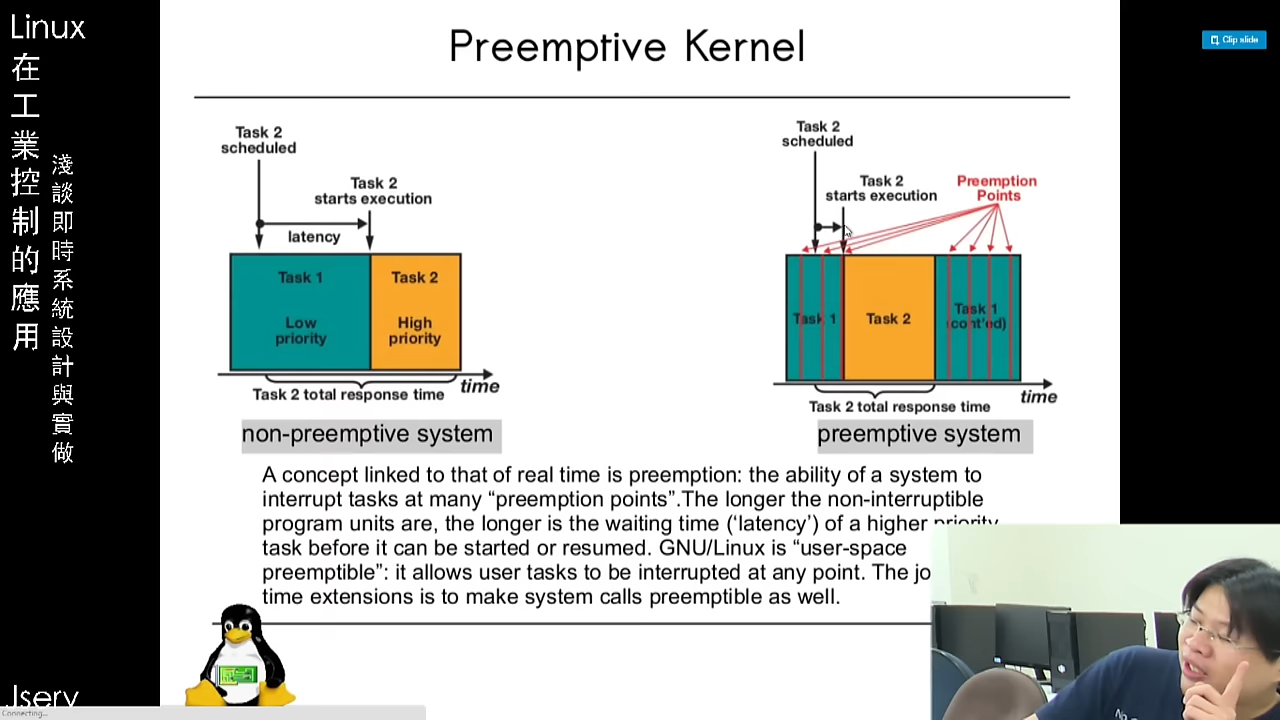 Linux
在工業控制的應用
淺談即時系統設計與實做
Jserv
Connecting...
Clip slide
Preemptive Kernel
Task 2
scheduled
Task 2
starts execution
latency
Task 1
Low
priority
Task 2
High
priority
time
Task 2 total response time
non-preemptive system
Task 2
scheduled
Task 2
starts execution
Preemption
Points
Task 1
Task 2
Task 1
(cont'ed)
time
Task 2 total response time
preemptive system
A concept linked to that of real time is preemption: the ability of a system to
interrupt tasks at many “preemption points”.The longer the non-interruptible
program units are, the longer is the waiting time (‘latency’) of a higher priority
task before it can be started or resumed. GNU/Linux is “user-space
preemptible”: it allows user tasks to be interrupted at any point. The jo
time extensions is to make system calls preemptible as well.